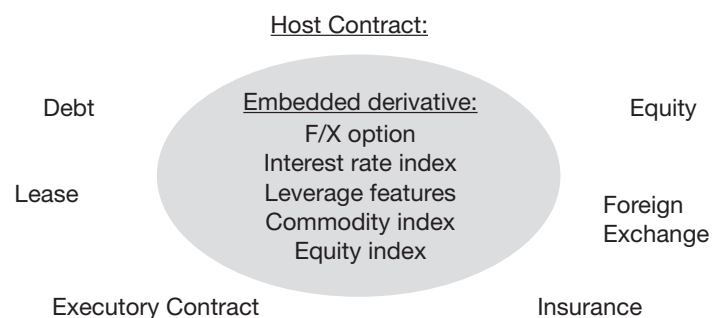 Host Contract:
Debt
Embedded derivative:
Equity
F/X option
Interest rate index
Lease
Leverage features
Foreign
Exchange
Commodity index
Equity index
Executory Contract
Insurance